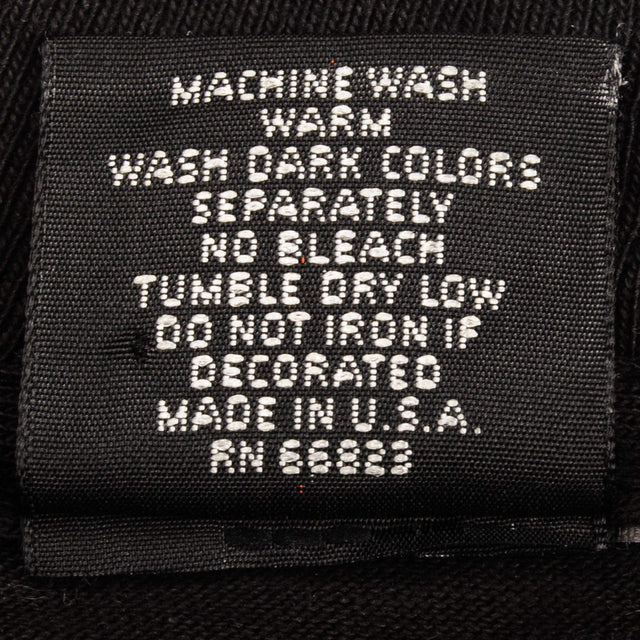 MACHINE WASH
WARM
WASH DARK COLORS
SEPARATELY
NO BLEACH
TUMBLE DRY LOW
DO NOT IRON IF
DECORATED
MADE IN U.S.A.
RN